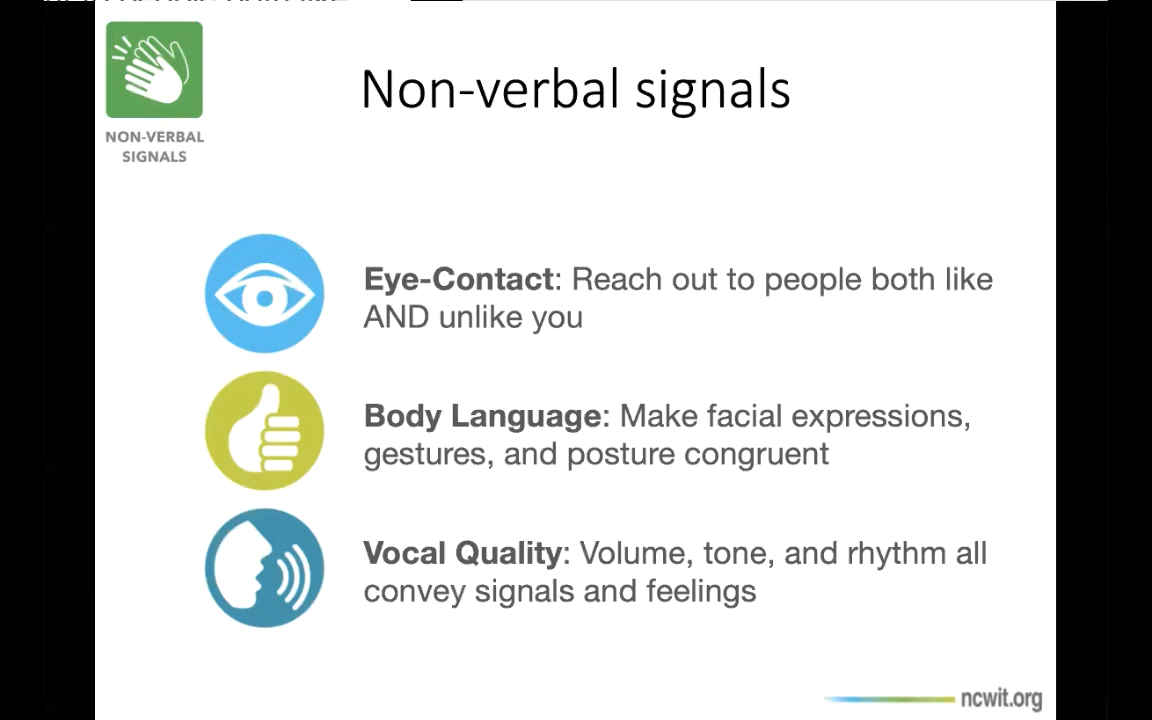 NON-VERBAL
SIGNALS
Non-verbal signals
Eye-Contact: Reach out to people both like
AND unlike you
Body Language: Make facial expressions,
gestures, and posture congruent
Vocal Quality: Volume, tone, and rhythm all
convey signals and feelings
ncwit.org